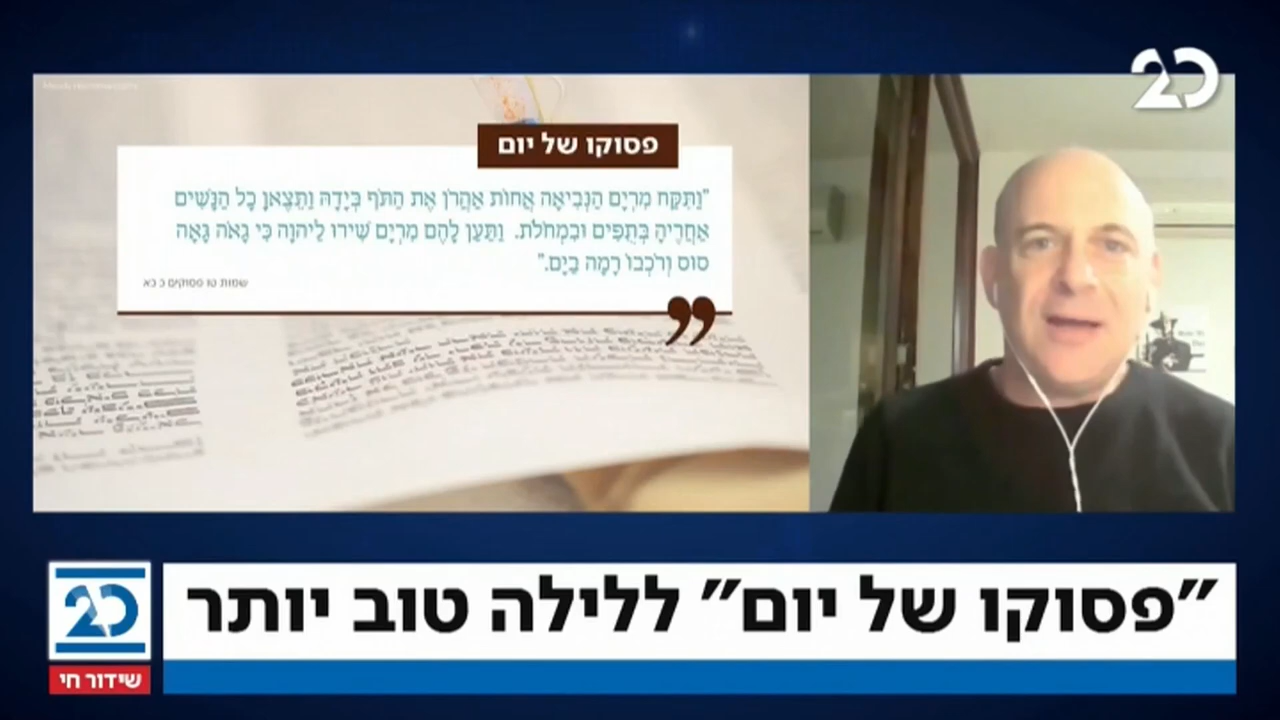 20
פסוקו של יום
"וַתִּקַּח מִרְיָם הַנְּבִיאָה אֲחוֹת אַהֲרֹן אֶת הַתֹּף בְּיָדָהּ וַתֵּצֶאןָ כָל הַנָּשִׁים
אַחֲרֶיהָ בְּתֻפִּים וּבִמְחֹלֹת. וַתַּעַן לָהֶם מִרְיָם שִׁירוּ לַיהוָה כִּי גָאֹה גָּאָה
סוּס וְרֹכְבוֹ רָמָה בַיָּם."
שמות טו פסוקים כ כא
"פסוקו של יום" ללילה טוב יותר
20
שידור חי